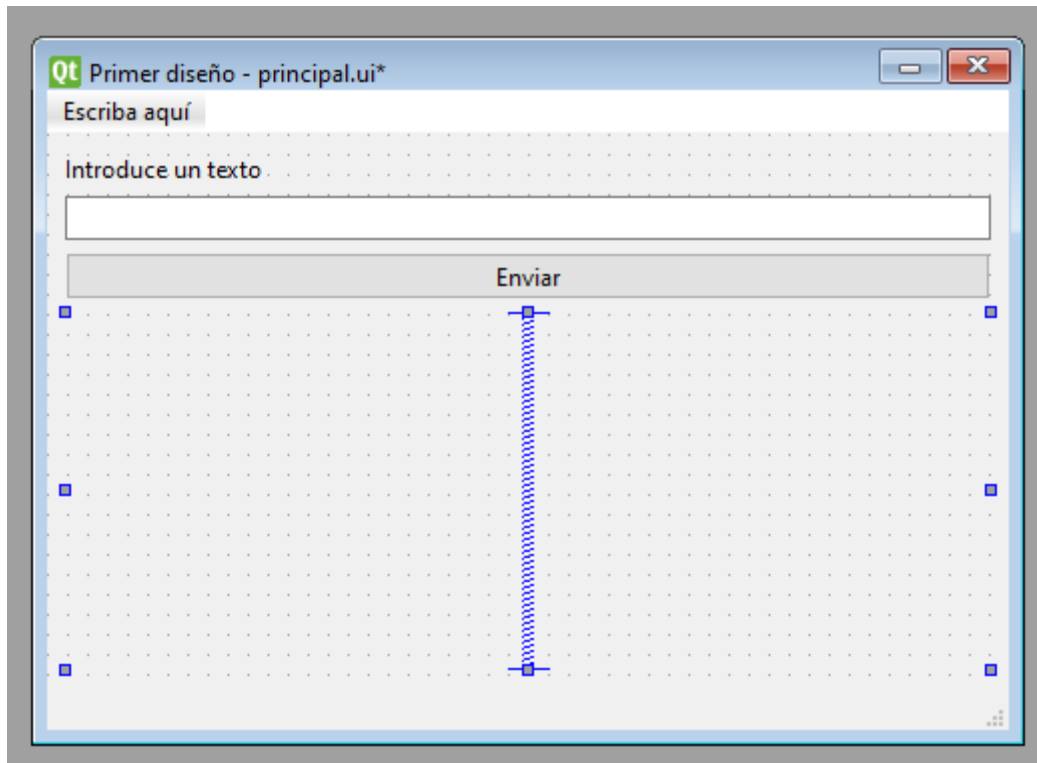 Qt Primer diseño - principal.ui*
Escriba aquí
Introduce un texto
Enviar